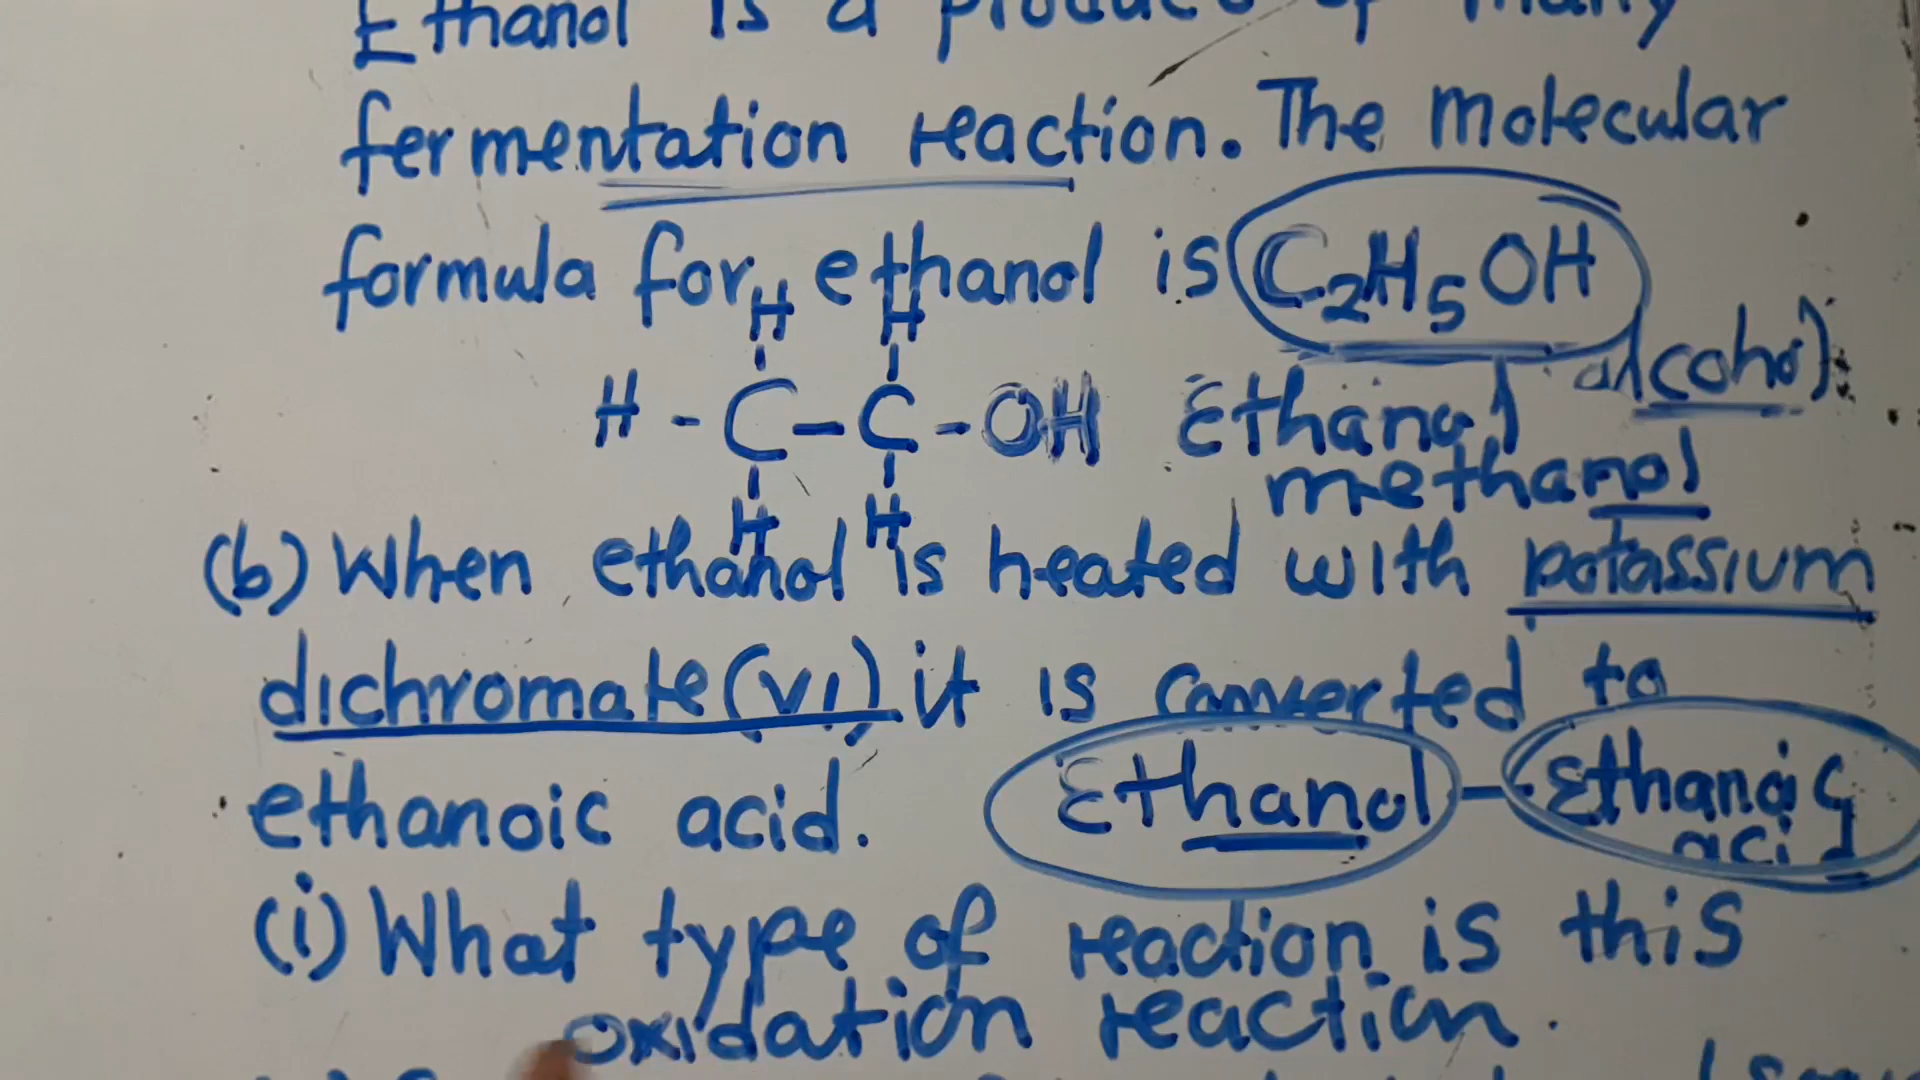 Ethanol is a product of many
fermentation reaction. The molecular
formula for ethanol is C₂H₅OH
alcohol.
H H
H - C - C - OH Ethanol
methanol
H H
(b) When ethanol is heated with potassium
dichromate (VI) it is converted to
ethanoic acid. Ethanol - Ethanoic
acid
(i) What type of reaction is this
oxidation reaction.